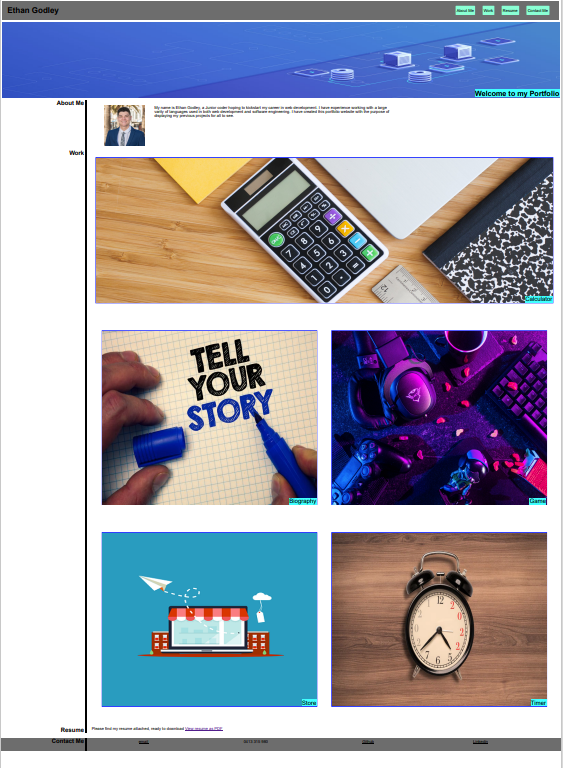 Ethan Godley
About Me Work Resume Contact Me
Welcome to my Portfolio
About Me
My name is Ethan Godley, a Junior coder hoping to kickstart my career in web development. I have experience working with a large
varity of languages used in both web development and software engineering. I have created this portfolio website with the purpose of
displaying my previous projects for all to see.
Work
Calculator
TELL
YOUR
STORY
Biography
Game
Store
Timer
Resume
Please find my resume attached, ready to download View resume as PDF
Contact Me